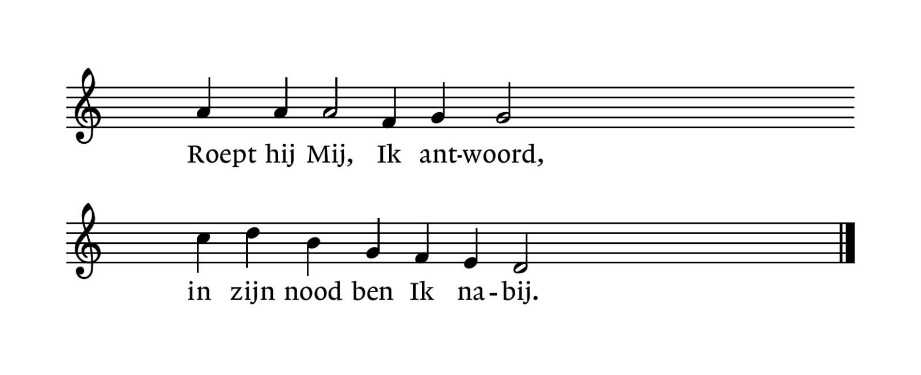 Roept hij Mij, Ik ant-woord,
in zijn nood ben Ik na-bij.